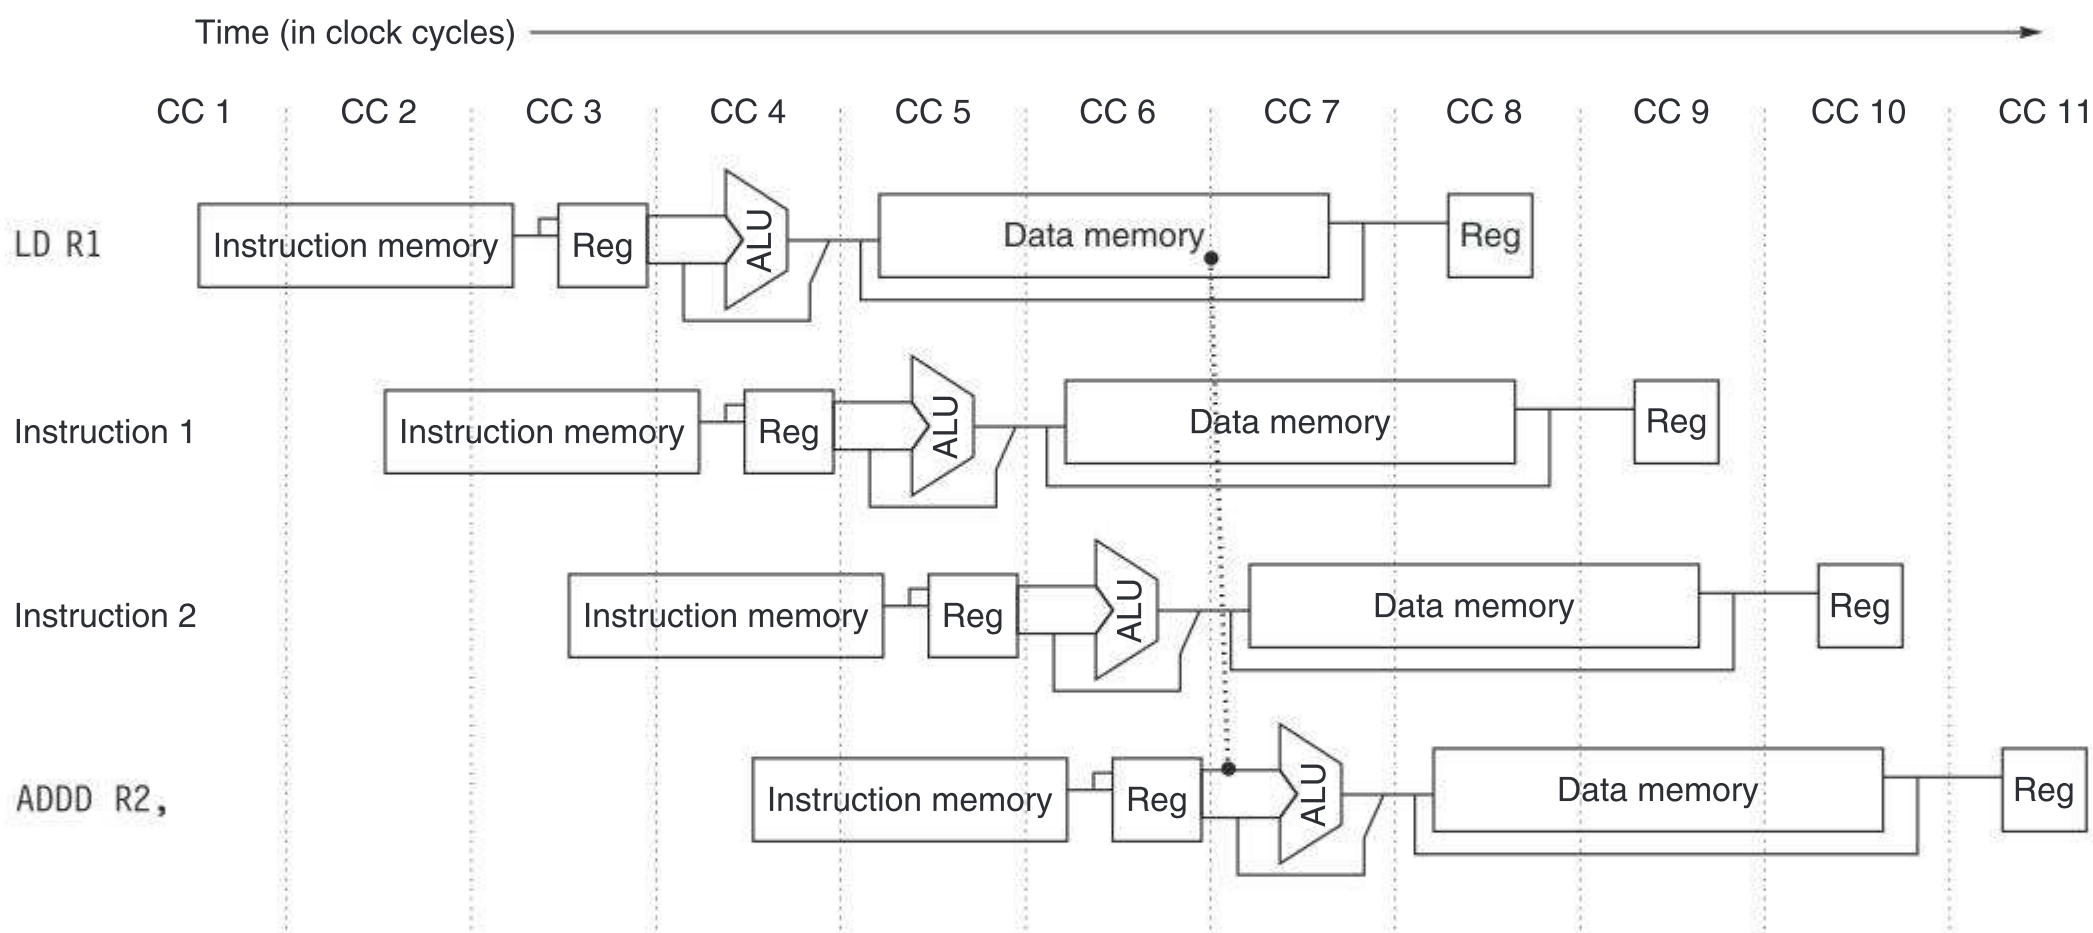 Time (in clock cycles)
CC 1 CC 2 CC 3 CC 4 CC 5 CC 6 CC 7 CC 8 CC 9 CC 10 CC 11
LD R1 Instruction memory Reg ALU Data memory Reg
Instruction 1 Instruction memory Reg ALU Data memory Reg
Instruction 2 Instruction memory Reg ALU Data memory Reg
ADDD R2, Instruction memory Reg ALU Data memory Reg